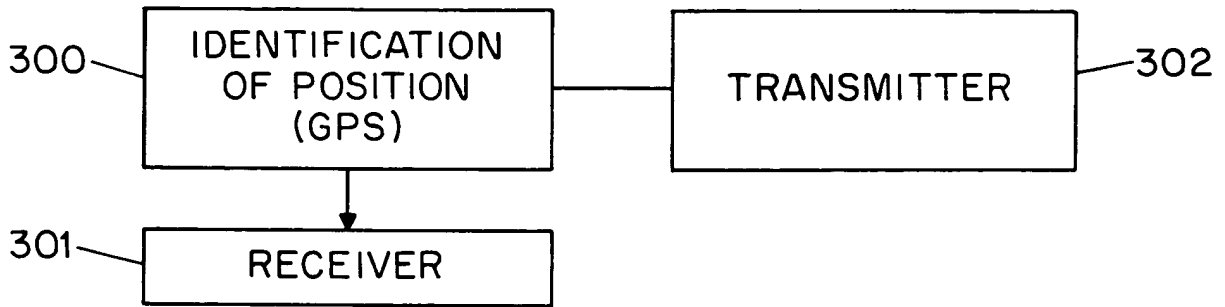 300
IDENTIFICATION
OF POSITION
(GPS)
TRANSMITTER
302
301
RECEIVER